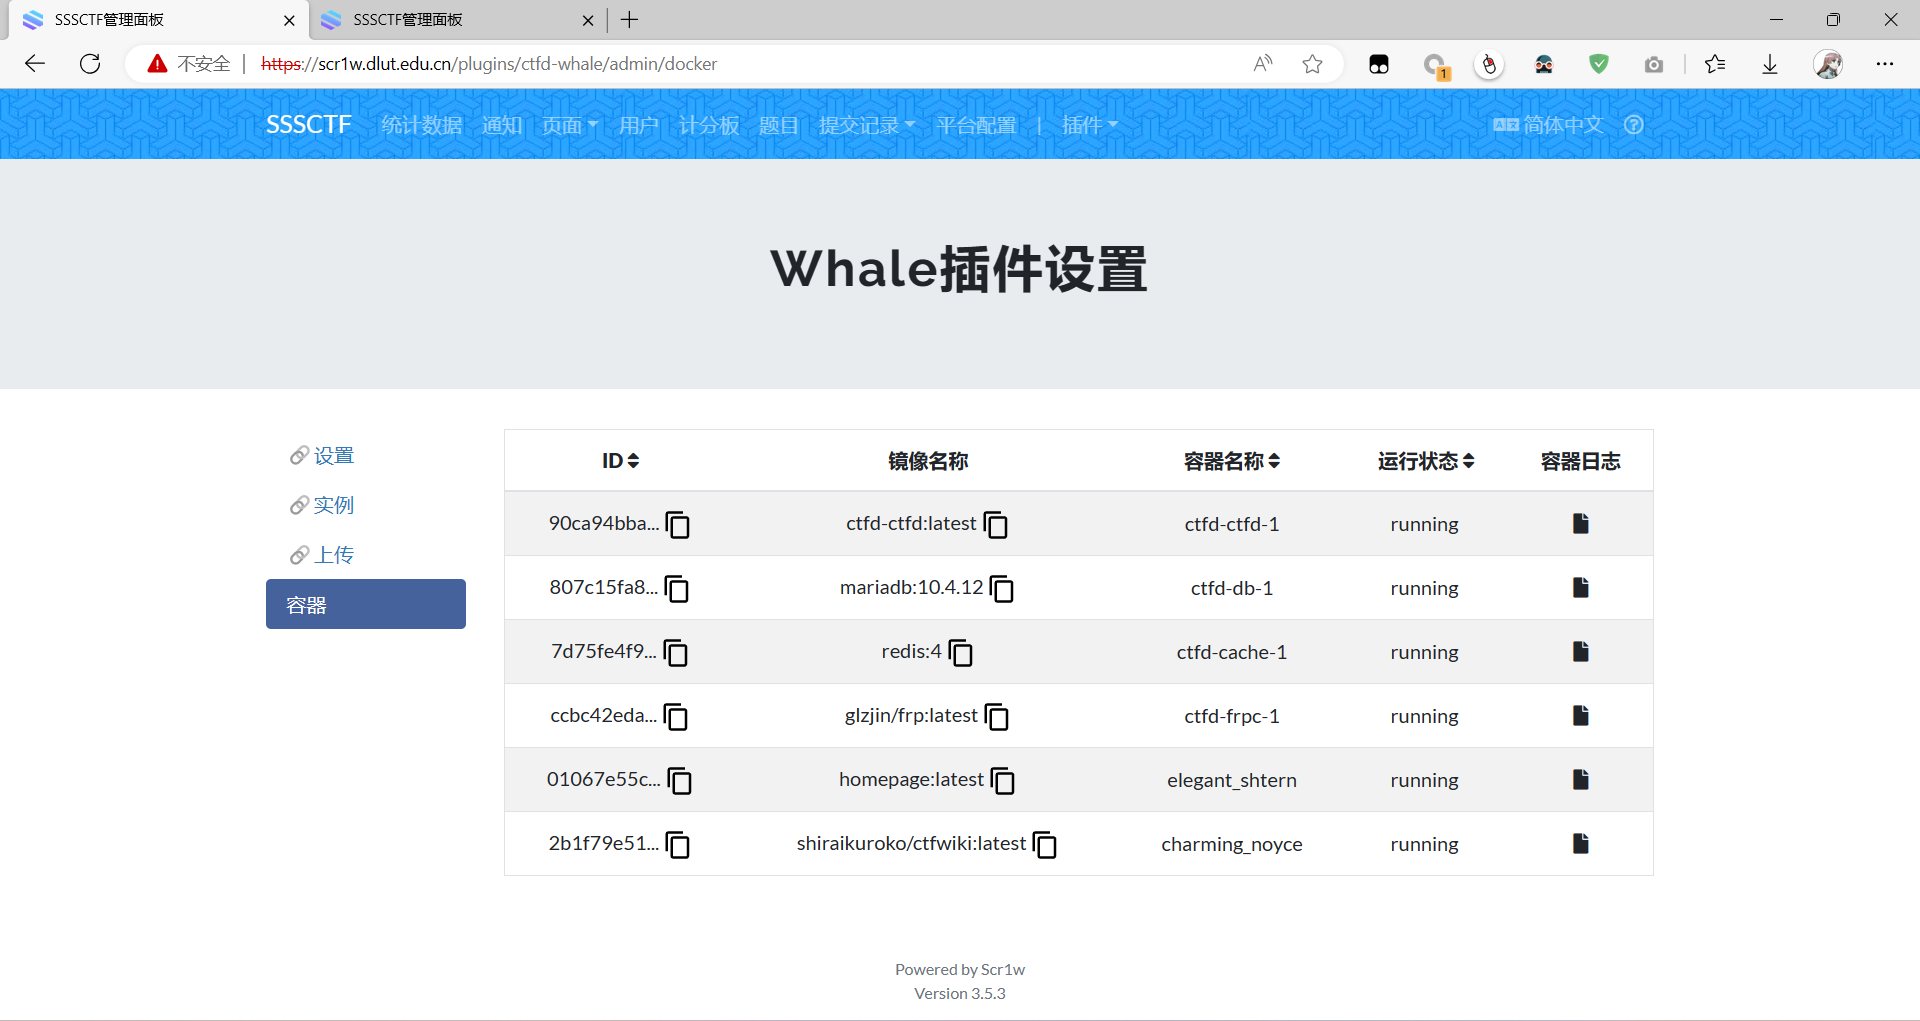 SSSCTF管理面板
SSSCTF管理面板
不安全 | https://scr1w.dlut.edu.cn/plugins/ctfd-whale/admin/docker
1
SSSCTF 统计数据 通知 页面 用户 计分板 题目 提交记录 平台配置 | 插件 简体中文
Whale插件设置
设置
实例
上传
容器
ID 镜像名称 容器名称 运行状态 容器日志
90ca94bba... ctfd-ctfd:latest ctfd-ctfd-1 running
807c15fa8... mariadb:10.4.12 ctfd-db-1 running
7d75fe4f9... redis:4 ctfd-cache-1 running
ccbc42eda... glzjin/frp:latest ctfd-frpc-1 running
01067e55c... homepage:latest elegant_shtern running
2b1f79e51... shiraikuroko/ctfwiki:latest charming_noyce running
Powered by Scr1w
Version 3.5.3